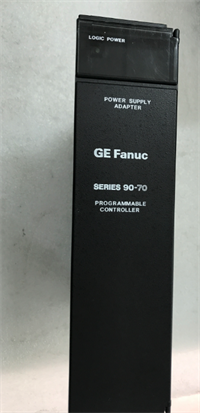 LOGIC POWER
POWER SUPPLY
ADAPTER
GE Fanuc
SERIES 90-70
PROGRAMMABLE
CONTROLLER